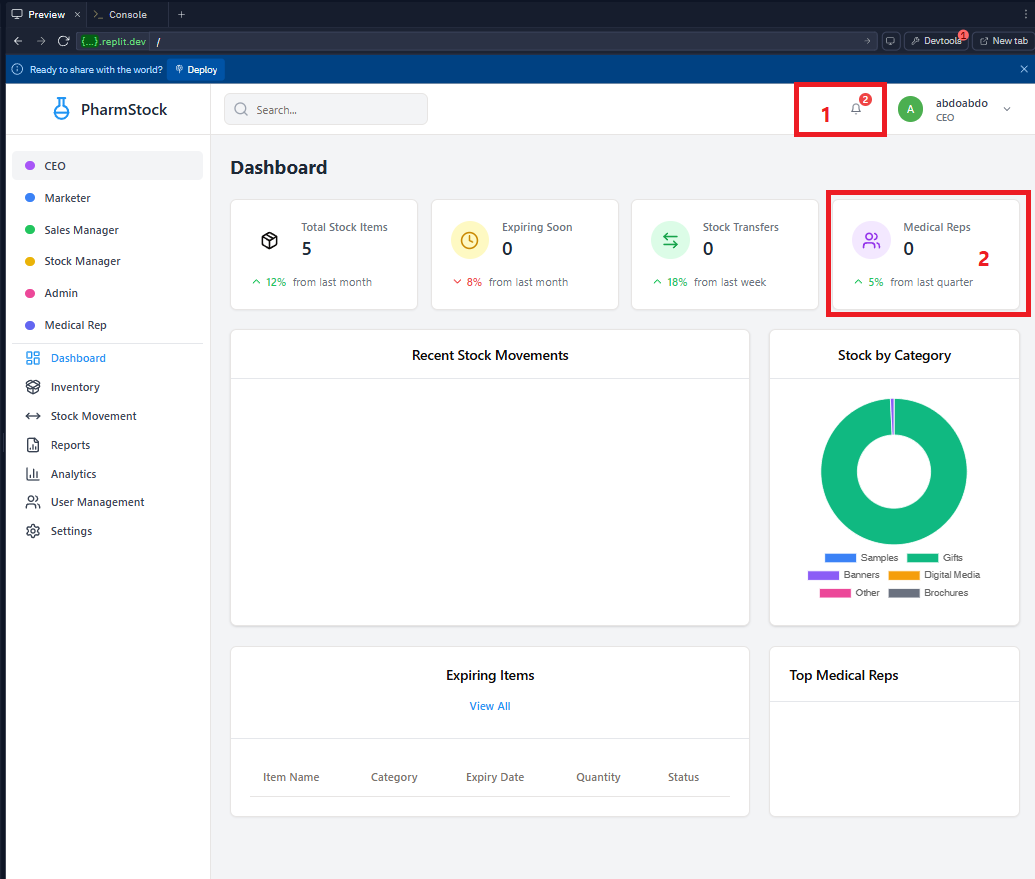 Preview
Console
{...}.replit.dev /
Devtools 1
New tab
Ready to share with the world?
Deploy
PharmStock
Search...
1
2
A
abdoabdo
CEO
CEO
Marketer
Sales Manager
Stock Manager
Admin
Medical Rep
Dashboard
Inventory
Stock Movement
Reports
Analytics
User Management
Settings
Dashboard
Total Stock Items
5
12% from last month
Expiring Soon
0
8% from last month
Stock Transfers
0
18% from last week
Medical Reps
0
2
5% from last quarter
Recent Stock Movements
Stock by Category
Samples Gifts
Banners Digital Media
Other Brochures
Expiring Items
View All
Item Name Category Expiry Date Quantity Status
Top Medical Reps